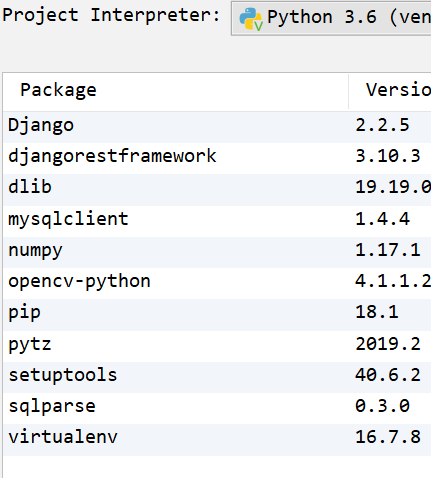 Project Interpreter: Python 3.6 (ven
Package Versio
Django 2.2.5
djangorestframework 3.10.3
dlib 19.19.0
mysqlclient 1.4.4
numpy 1.17.1
opencv-python 4.1.1.2
pip 18.1
pytz 2019.2
setuptools 40.6.2
sqlparse 0.3.0
virtualenv 16.7.8